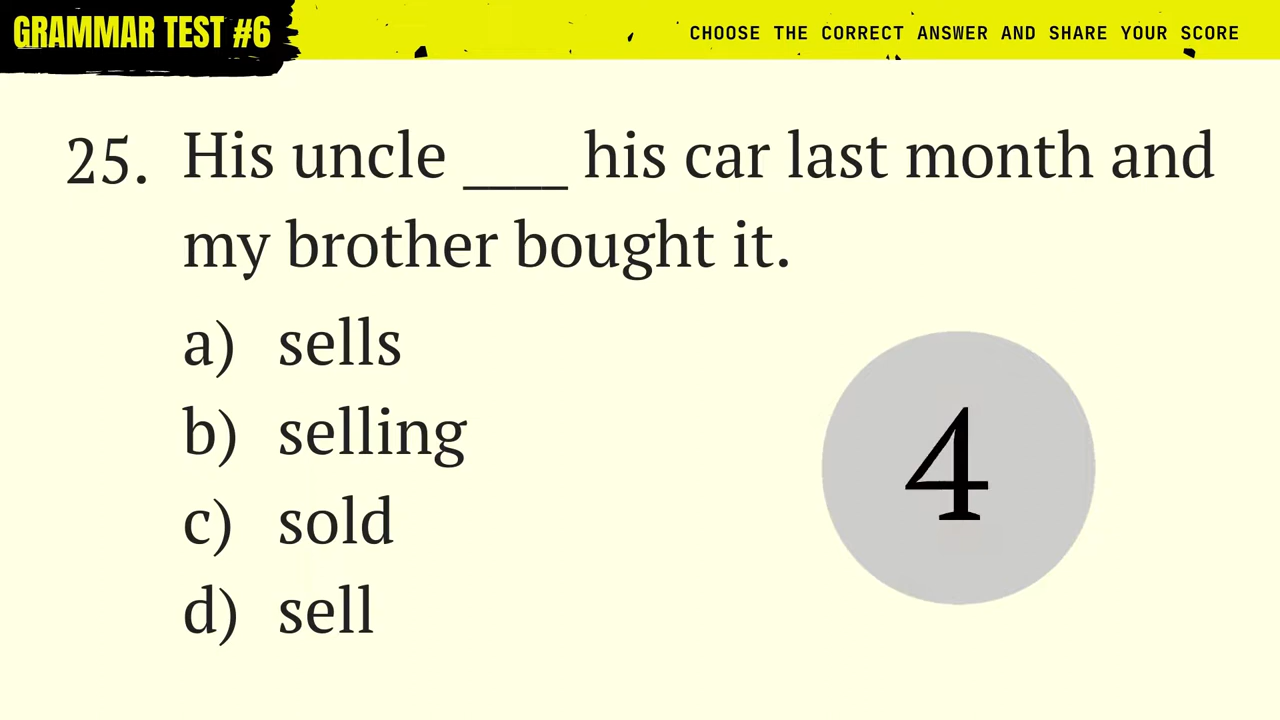 GRAMMAR TEST #6
CHOOSE THE CORRECT ANSWER AND SHARE YOUR SCORE
25. His uncle ____ his car last month and
my brother bought it.
a) sells
b) selling
c) sold
d) sell
4